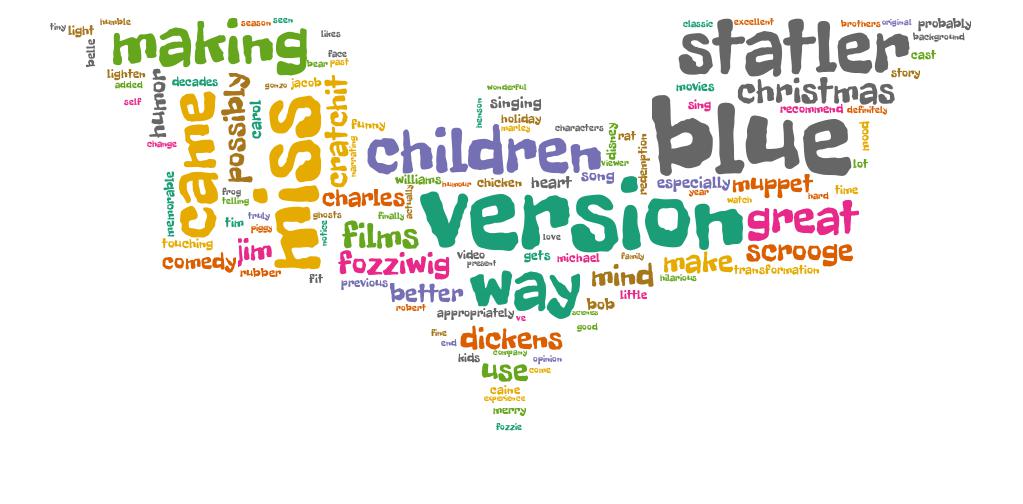 tiny
light
humble
belle
making
season
seen
likes
face
bear
past
lighten
added
self
humor
change
decades
came
possibly
carol
gonzo
jacob
miss
cratchit
funny
narrating
memorable
frog
telling
tim
truly
piggy
touching
comedy
jim
rubber
ghosts
notice
fit
classic
excellent
brothers
original
probably
background
statler
cast
story
movies
christmas
sing
recommend
definitely
blue
mood
lot
wonderful
henson
singing
holiday
marley
characters
disney
rat
viewer
redemption
children
song
williams
humour
chicken
heart
especially
muppet
year
watch
hard
time
charles
actually
finally
version
great
films
love
fozziwig
video
present
gets
michael
family
mind
make
scrooge
hilarious
transformation
previous
better
robert
way
appropriately
ve
bob
little
scenes
good
fine
end
dickens
kids
company
opinion
use
come
caine
experience
merry
fozzie